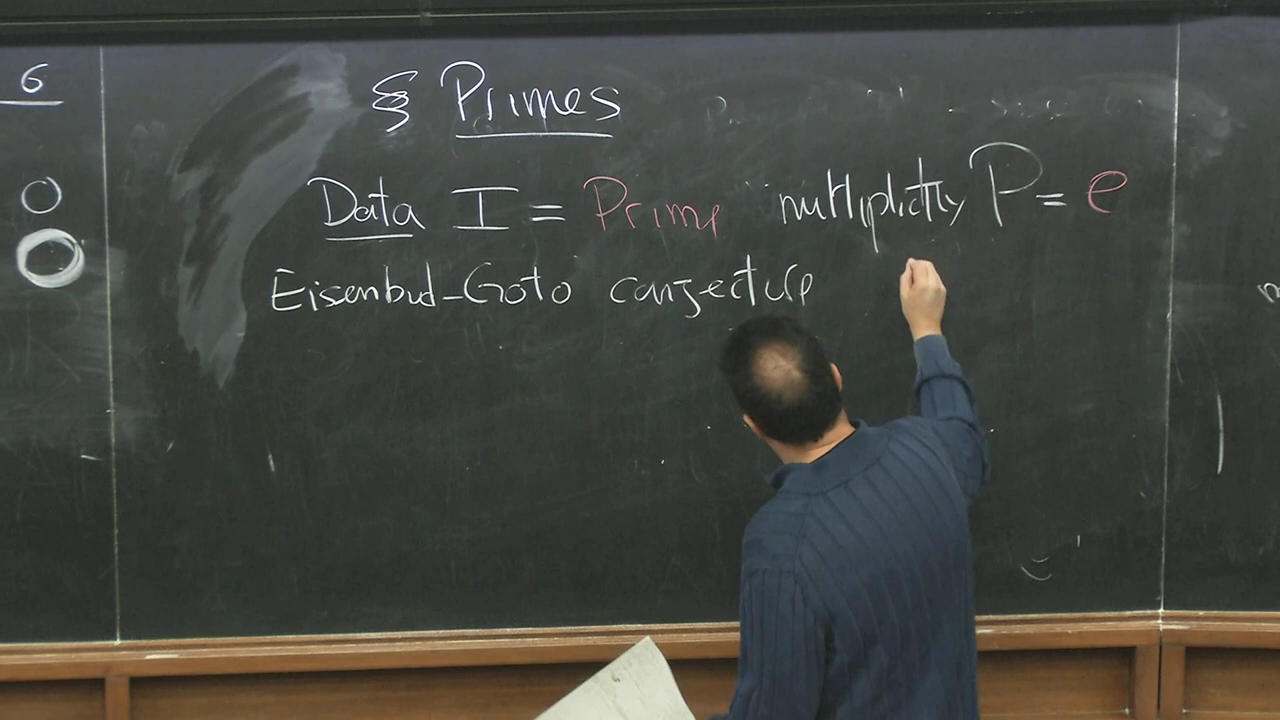 6
§ Primes
Data I = Prime multiplicity P = e
Eisenbud-Goto conjecture